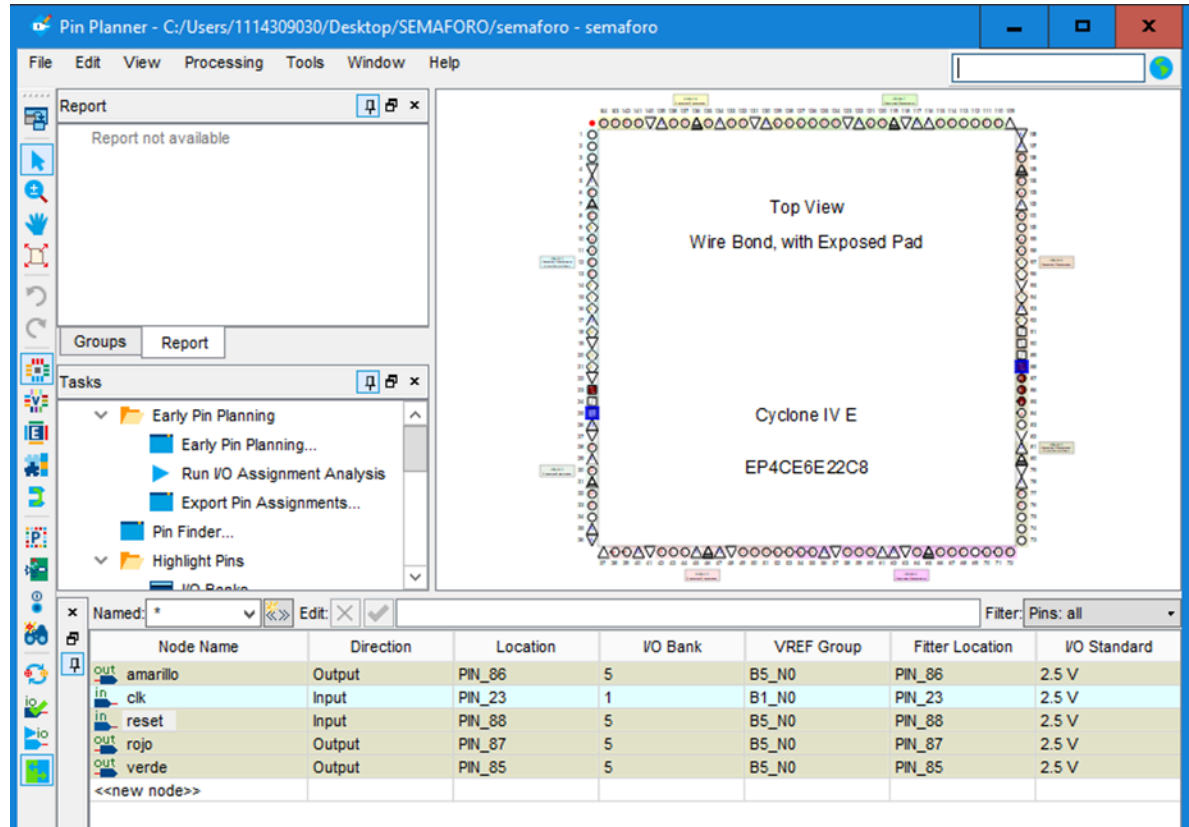 Pin Planner - C:/Users/1114309030/Desktop/SEMAFORO/semaforo - semaforo
File Edit View Processing Tools Window Help
Report
Report not available
Groups Report
Tasks
Early Pin Planning
Early Pin Planning...
Run I/O Assignment Analysis
Export Pin Assignments...
Pin Finder...
Highlight Pins
I/O Banks
Top View
Wire Bond, with Exposed Pad
Cyclone IV E
EP4CE6E22C8
Named: * Edit: Filter: Pins: all
Node Name Direction Location I/O Bank VREF Group Fitter Location I/O Standard
out amarillo Output PIN_86 5 B5_N0 PIN_86 2.5 V
in clk Input PIN_23 1 B1_N0 PIN_23 2.5 V
in reset Input PIN_88 5 B5_N0 PIN_88 2.5 V
out rojo Output PIN_87 5 B5_N0 PIN_87 2.5 V
out verde Output PIN_85 5 B5_N0 PIN_85 2.5 V
<<new node>>